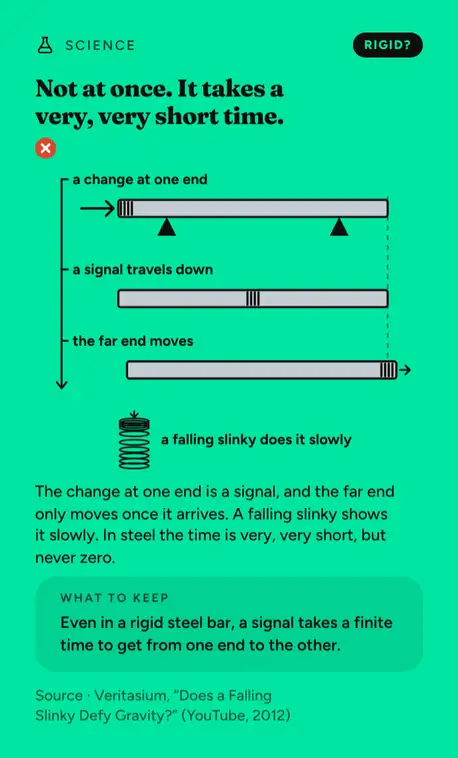 SCIENCE
RIGID?
Not at once. It takes a
very, very short time.
a change at one end
a signal travels down
the far end moves
a falling slinky does it slowly
The change at one end is a signal, and the far end
only moves once it arrives. A falling slinky shows
it slowly. In steel the time is very, very short, but
never zero.
WHAT TO KEEP
Even in a rigid steel bar, a signal takes a finite
time to get from one end to the other.
Source · Veritasium, “Does a Falling
Slinky Defy Gravity?” (YouTube, 2012)